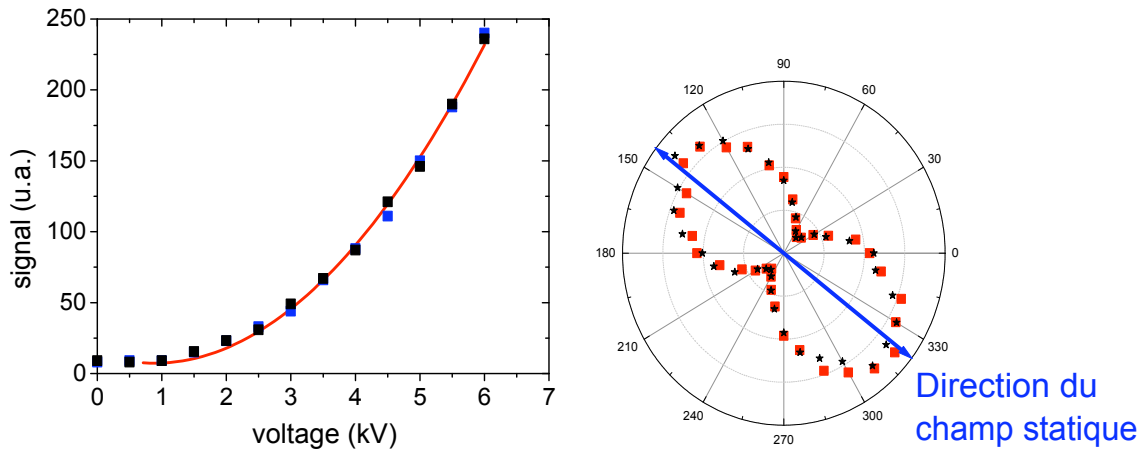 250
200
150
100
50
0
signal (u.a.)
0 1 2 3 4 5 6 7
voltage (kV)
90
120 60
150 30
180 0
210 330
240 300
270
Direction du
champ statique